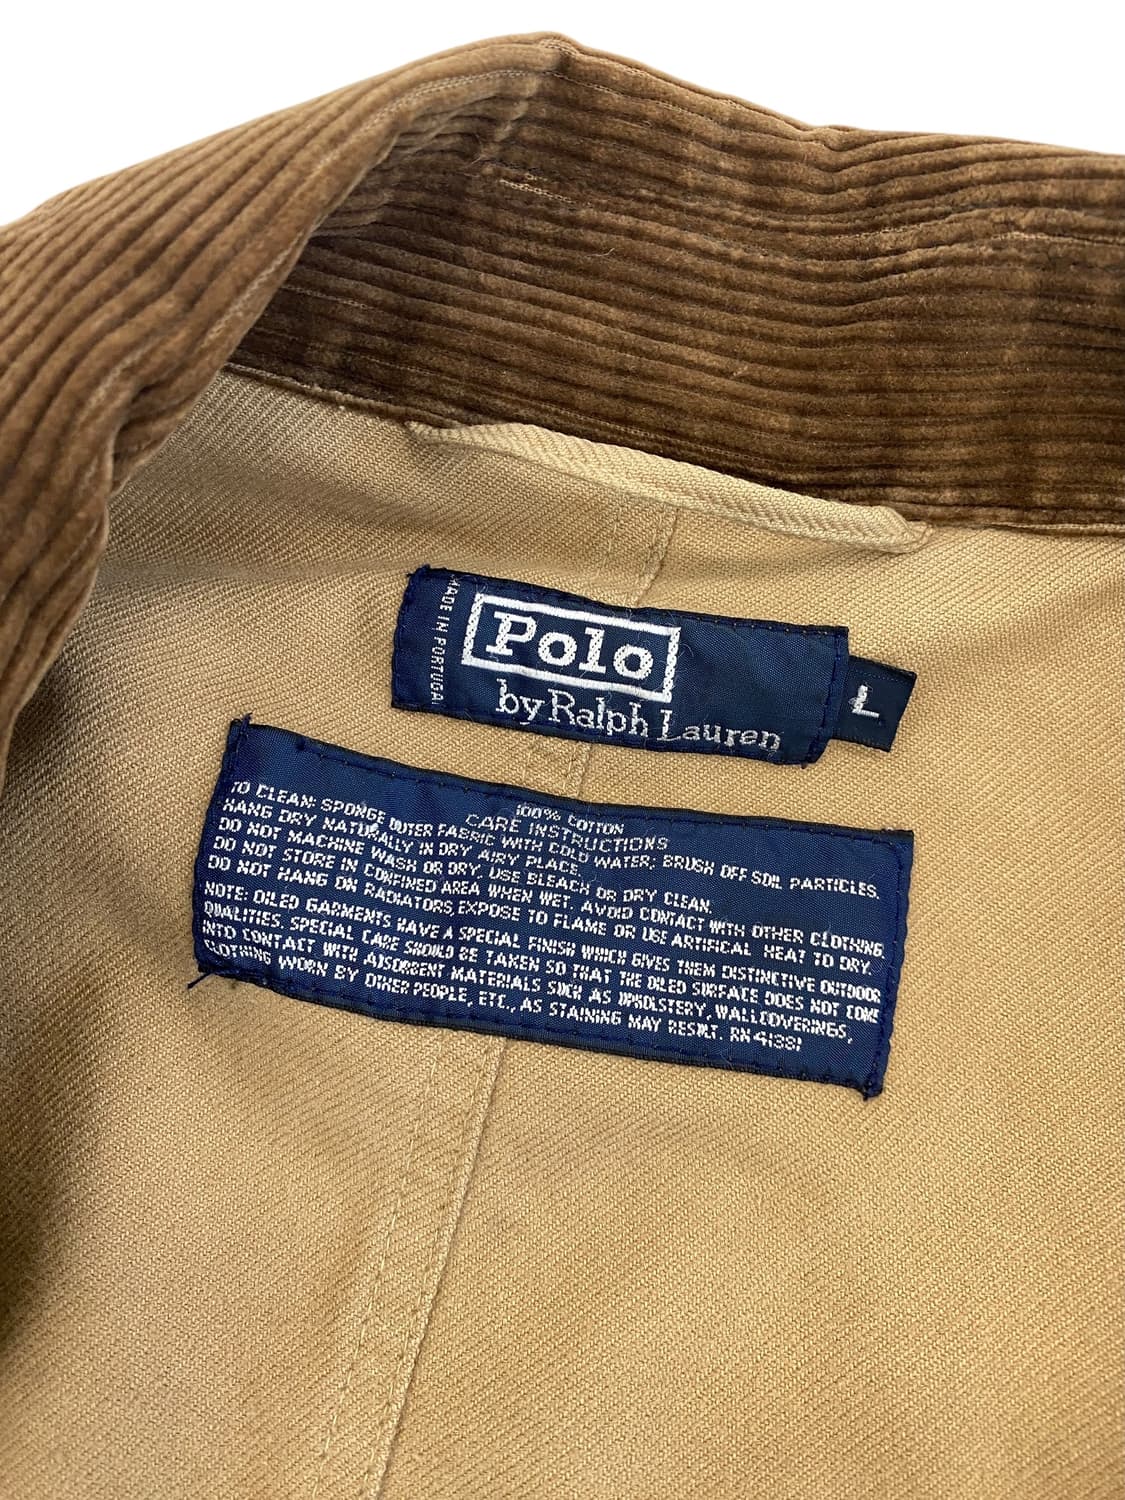 MADE IN PORTUGAL
Polo
by Ralph Lauren
L
100% COTTON
CARE INSTRUCTIONS
TO CLEAN: SPONGE OUTER FABRIC WITH COLD WATER; BRUSH OFF SOIL PARTICLES.
HANG DRY NATURALLY IN DRY AIRY PLACE.
DO NOT MACHINE WASH OR DRY. USE BLEACH OR DRY CLEAN.
DO NOT STORE IN CONFINED AREA WHEN WET. AVOID CONTACT WITH OTHER CLOTHING.
DO NOT HANG ON RADIATORS, EXPOSE TO FLAME OR USE ARTIFICAL HEAT TO DRY.
NOTE: OILED GARMENTS HAVE A SPECIAL FINISH WHICH GIVES THEM DISTINCTIVE OUTDOOR
QUALITIES. SPECIAL CARE SHOULD BE TAKEN SO THAT THE OILED SURFACE DOES NOT COME
INTO CONTACT WITH ABSORBENT MATERIALS SUCH AS UPHOLSTERY, WALLCOVERINGS,
CLOTHING WORN BY OTHER PEOPLE, ETC., AS STAINING MAY RESULT. RN41381